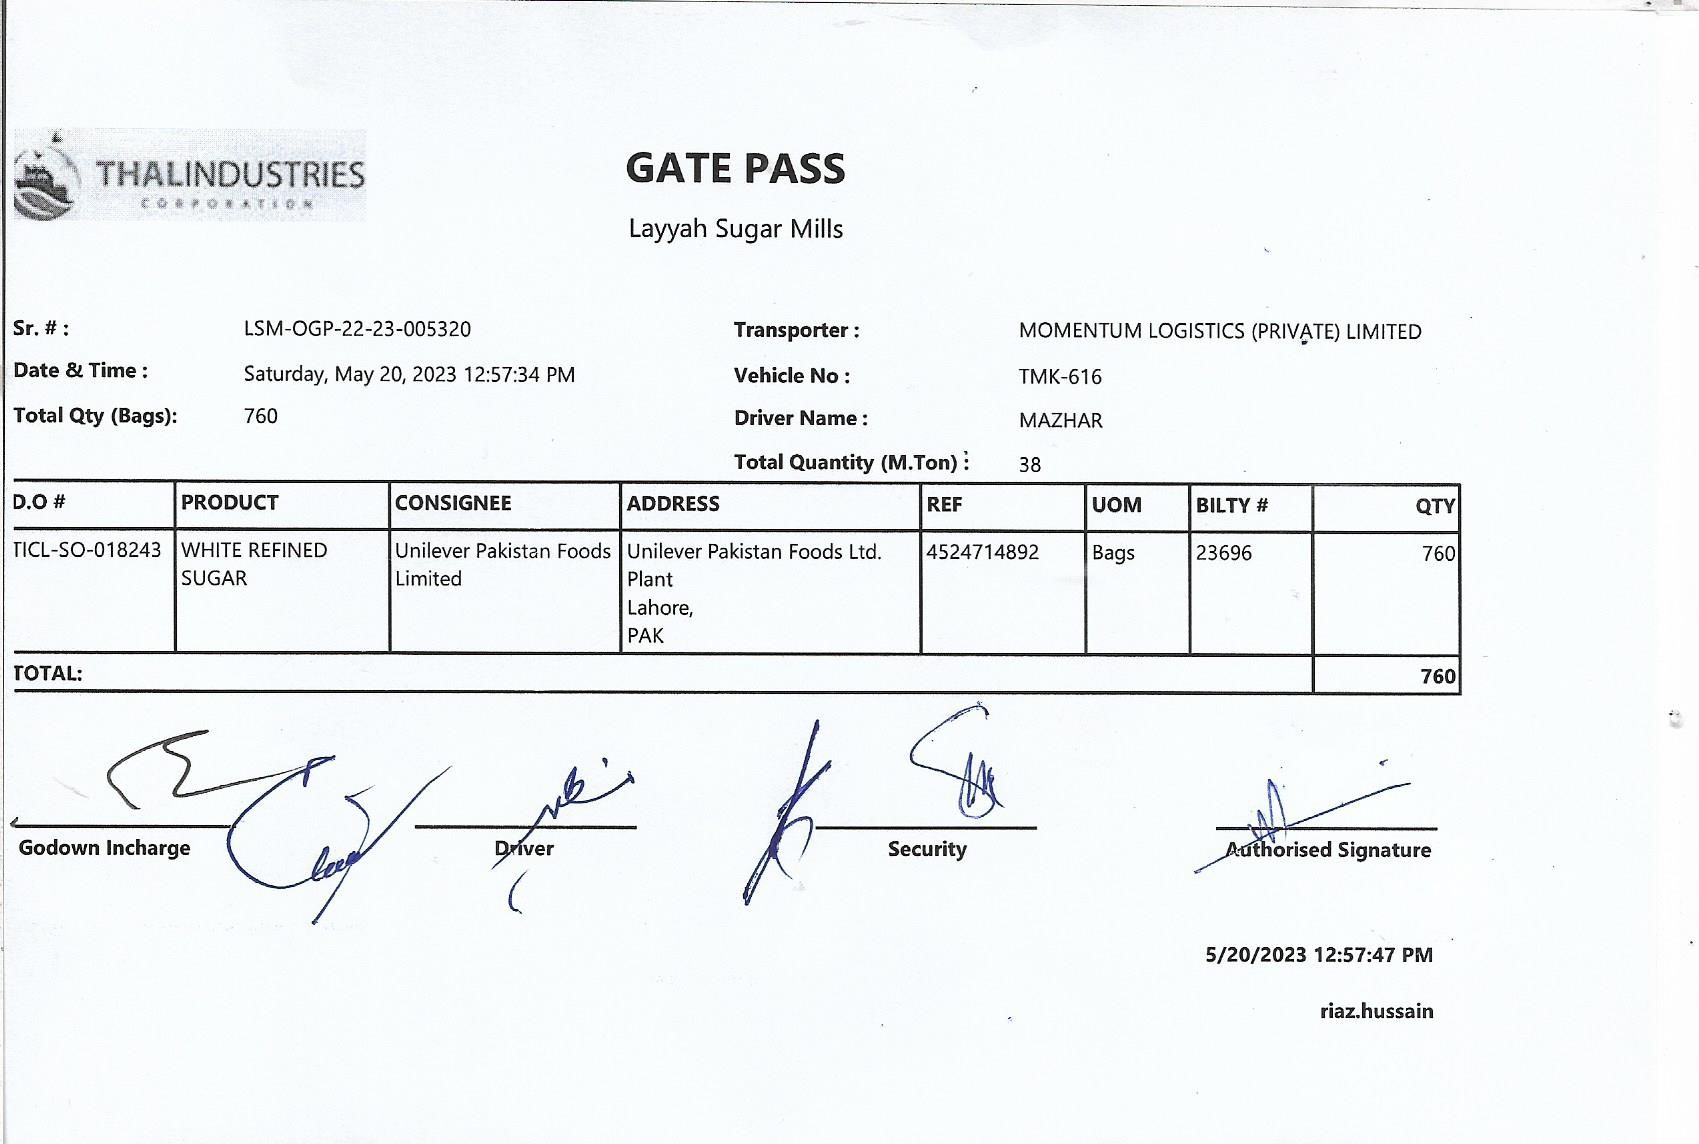 THALINDUSTRIES
CORPORATION
GATE PASS
Layyah Sugar Mills
Sr. # : LSM-OGP-22-23-005320 Transporter : MOMENTUM LOGISTICS (PRIVATE) LIMITED
Date & Time : Saturday, May 20, 2023 12:57:34 PM Vehicle No : TMK-616
Total Qty (Bags): 760 Driver Name : MAZHAR
Total Quantity (M.Ton) : 38
D.O # PRODUCT CONSIGNEE ADDRESS REF UOM BILTY # QTY
TICL-SO-018243 WHITE REFINED Unilever Pakistan Foods Unilever Pakistan Foods Ltd. 4524714892 Bags 23696 760
SUGAR Limited Plant
Lahore,
PAK
TOTAL: 760
Godown Incharge Driver Security Authorised Signature
5/20/2023 12:57:47 PM
riaz.hussain